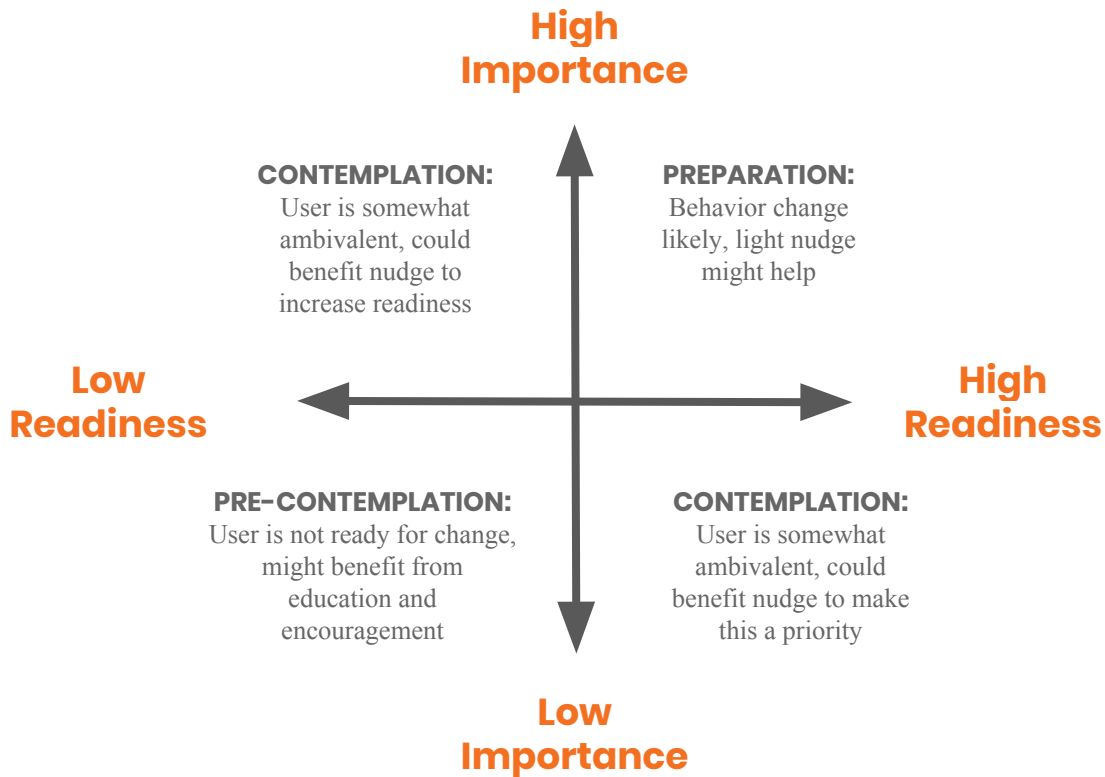 High
Importance
CONTEMPLATION:
User is somewhat
ambivalent, could
benefit nudge to
increase readiness
PREPARATION:
Behavior change
likely, light nudge
might help
Low
Readiness
High
Readiness
PRE-CONTEMPLATION:
User is not ready for change,
might benefit from
education and
encouragement
CONTEMPLATION:
User is somewhat
ambivalent, could
benefit nudge to make
this a priority
Low
Importance